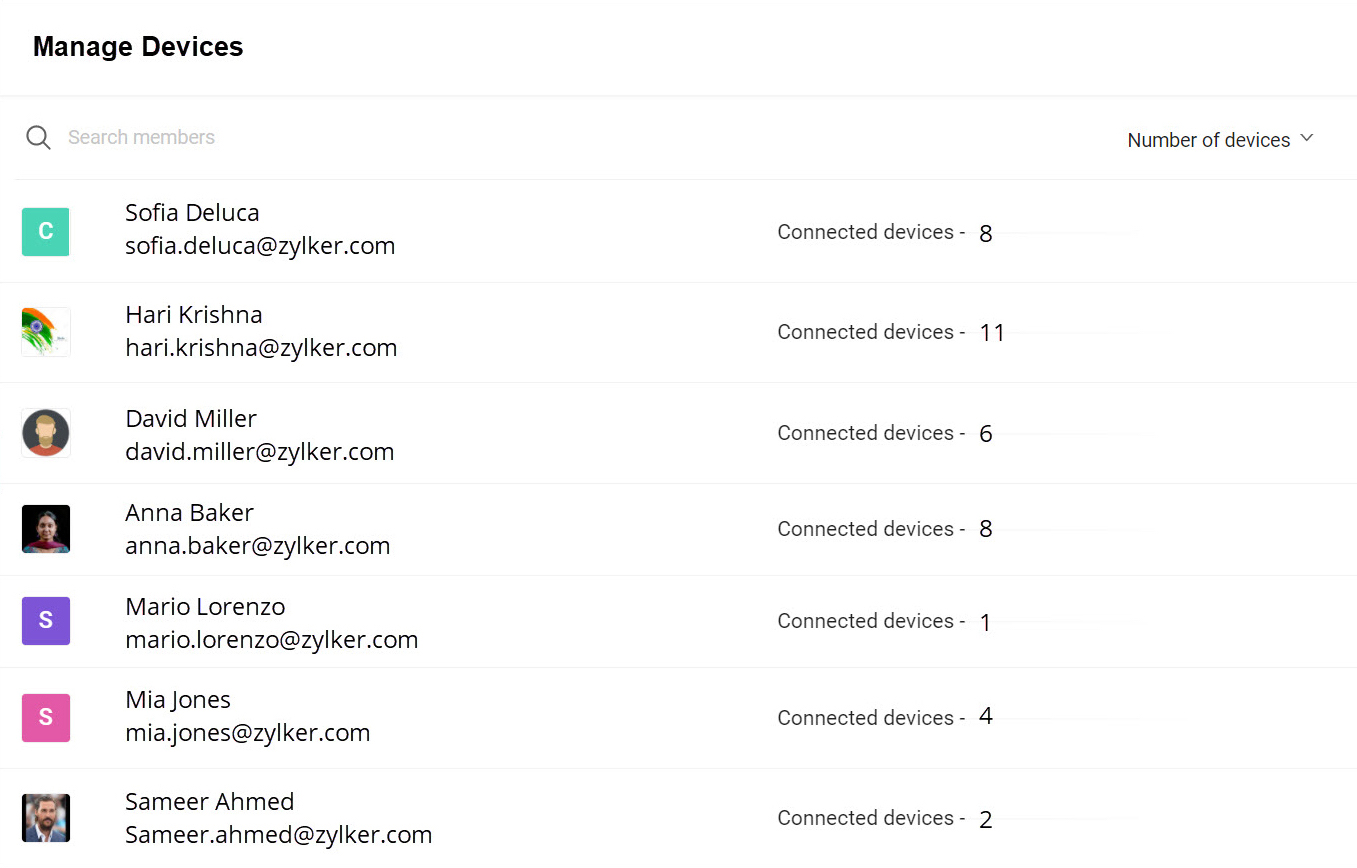 Manage Devices
Search members
Number of devices
C
Sofia Deluca
sofia.deluca@zylker.com
Connected devices - 8
Hari Krishna
hari.krishna@zylker.com
Connected devices - 11
David Miller
david.miller@zylker.com
Connected devices - 6
Anna Baker
anna.baker@zylker.com
Connected devices - 8
S
Mario Lorenzo
mario.lorenzo@zylker.com
Connected devices - 1
S
Mia Jones
mia.jones@zylker.com
Connected devices - 4
Sameer Ahmed
Sameer.ahmed@zylker.com
Connected devices - 2